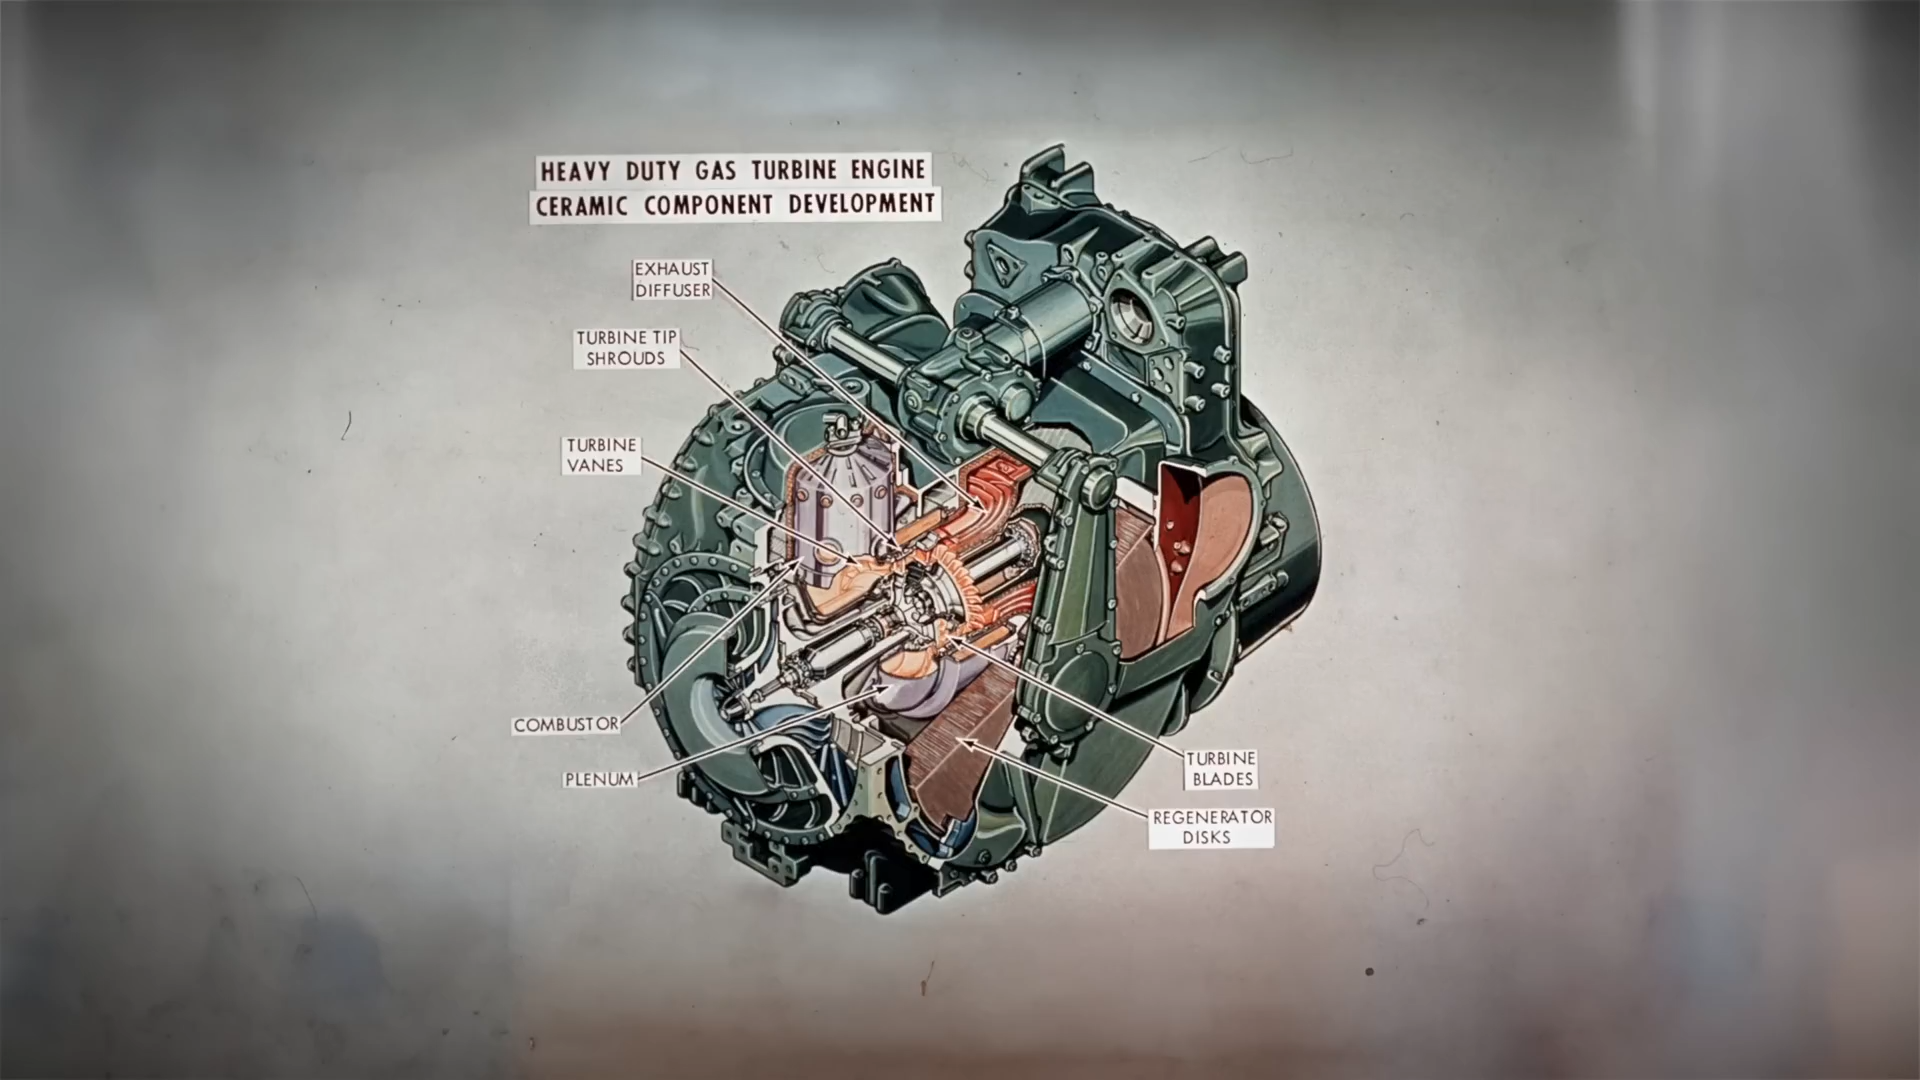 HEAVY DUTY GAS TURBINE ENGINE
CERAMIC COMPONENT DEVELOPMENT
EXHAUST
DIFFUSER
TURBINE TIP
SHROUDS
TURBINE
VANES
COMBUSTOR
PLENUM
TURBINE
BLADES
REGENERATOR
DISKS